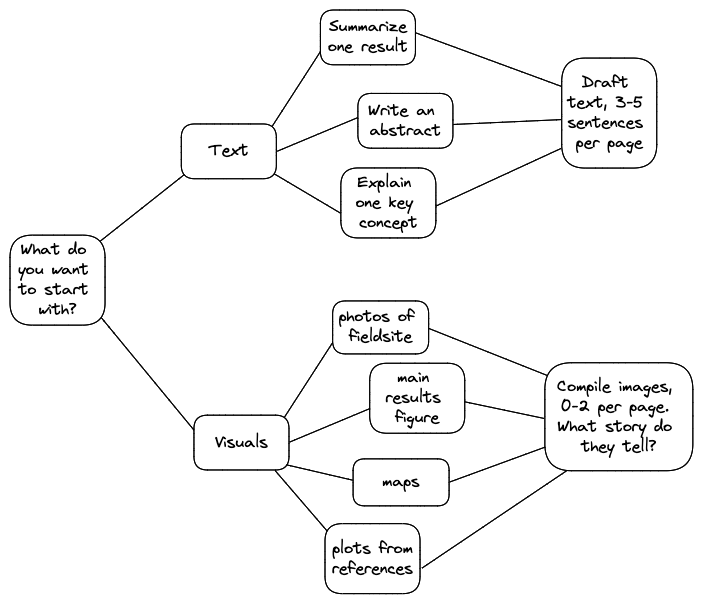 What do
you want
to start
with?
Text
Summarize
one result
Write an
abstract
Explain
one key
concept
Draft
text, 3-5
sentences
per page
Visuals
photos of
fieldsite
main
results
figure
maps
plots from
references
Compile images,
0-2 per page.
What story do
they tell?